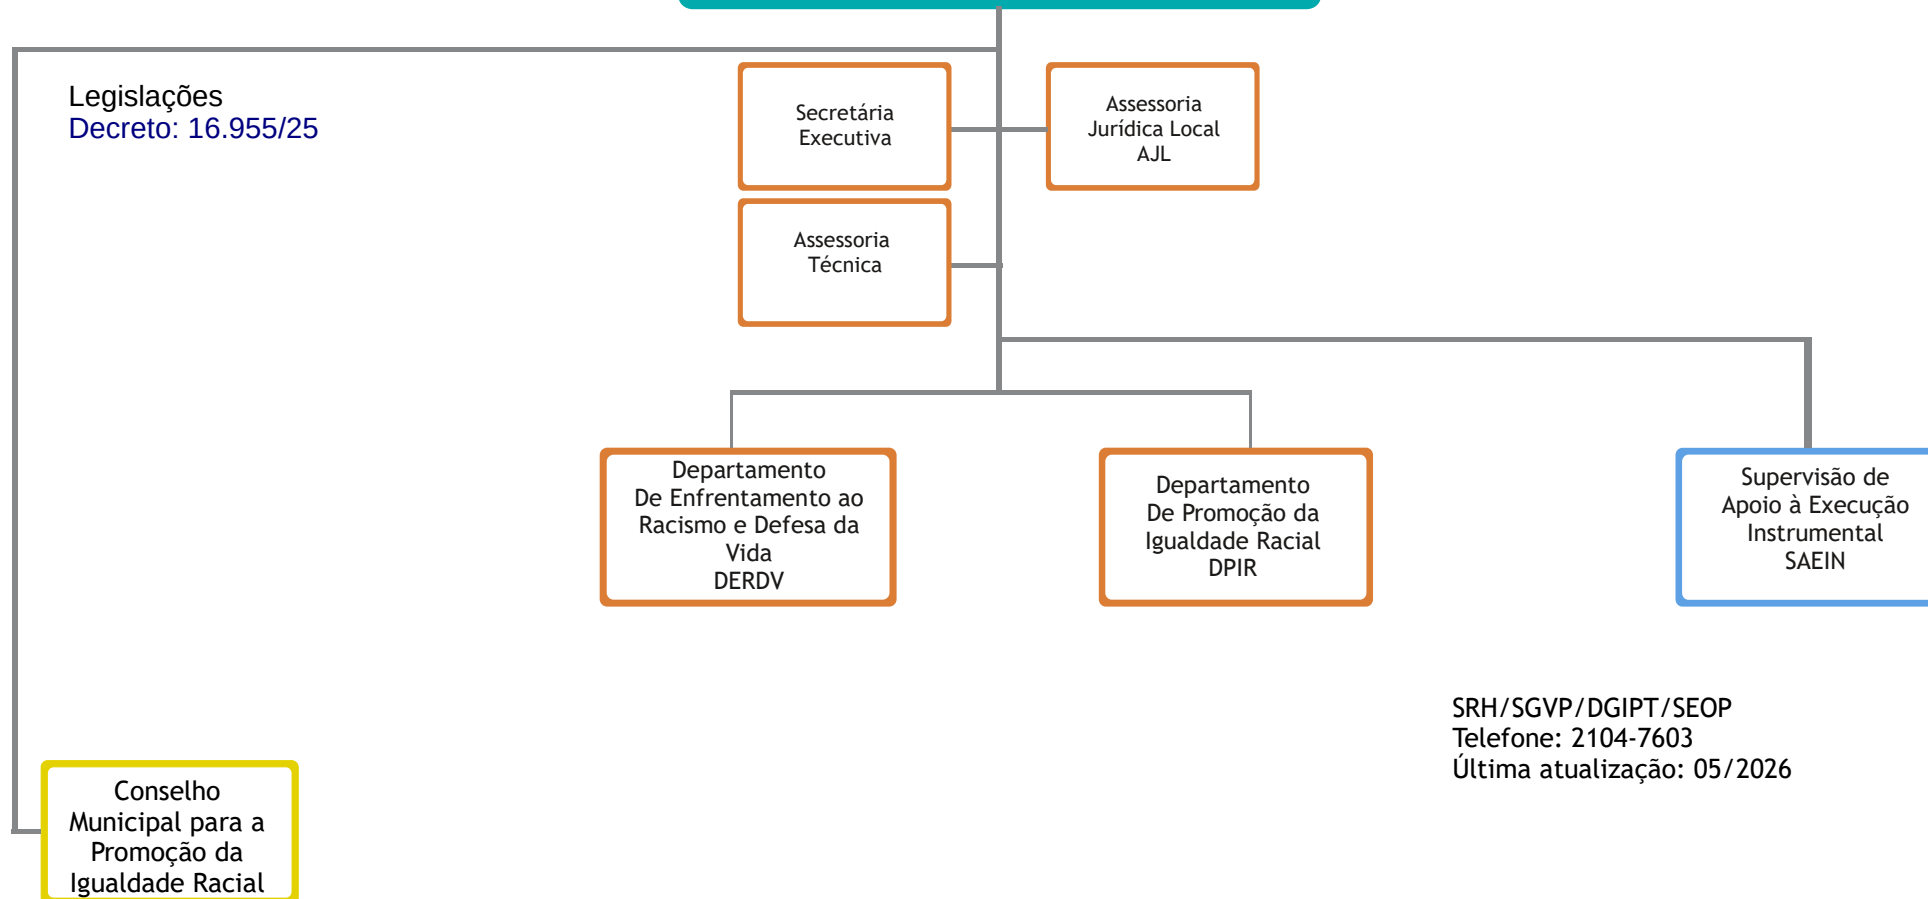 Legislações
Decreto: 16.955/25
Secretária
Executiva
Assessoria
Jurídica Local
AJL
Assessoria
Técnica
Departamento
De Enfrentamento ao
Racismo e Defesa da
Vida
DERDV
Departamento
De Promoção da
Igualdade Racial
DPIR
Supervisão de
Apoio à Execução
Instrumental
SAEIN
SRH/SGVP/DGIPT/SEOP
Telefone: 2104-7603
Última atualização: 05/2026
Conselho
Municipal para a
Promoção da
Igualdade Racial